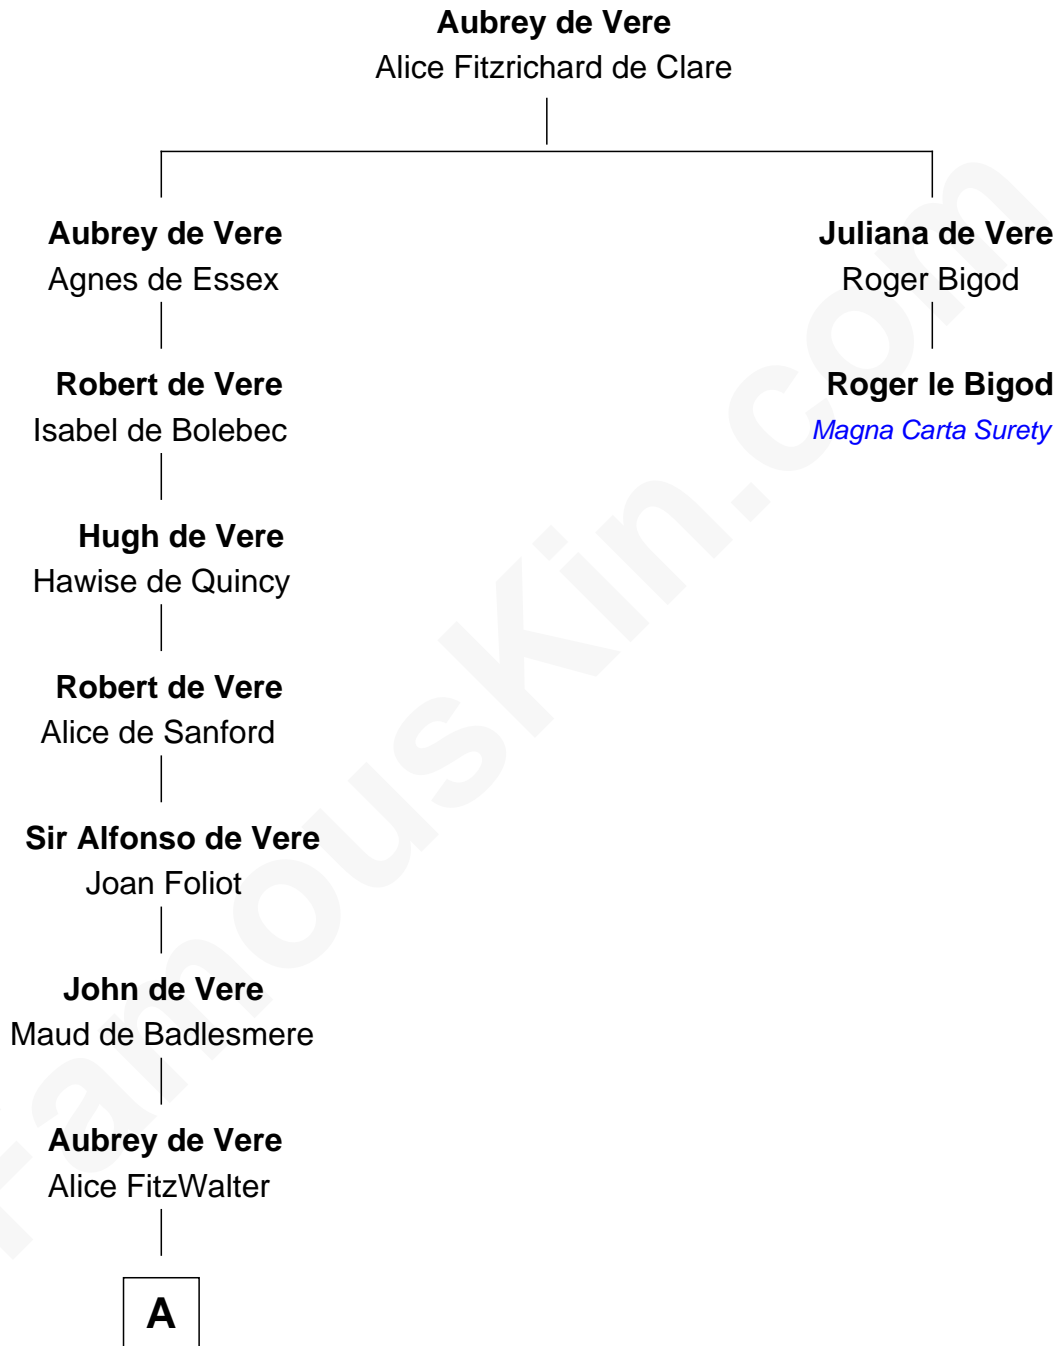 Aubrey de Vere
Alice Fitzrichard de Clare
Aubrey de Vere
Agnes de Essex
Juliana de Vere
Roger Bigod
Robert de Vere
Isabel de Bolebec
Roger le Bigod
Magna Carta Surety
Hugh de Vere
Hawise de Quincy
Robert de Vere
Alice de Sanford
Sir Alfonso de Vere
Joan Foliot
John de Vere
Maud de Badlesmere
Aubrey de Vere
Alice FitzWalter
A
FamousKin.com